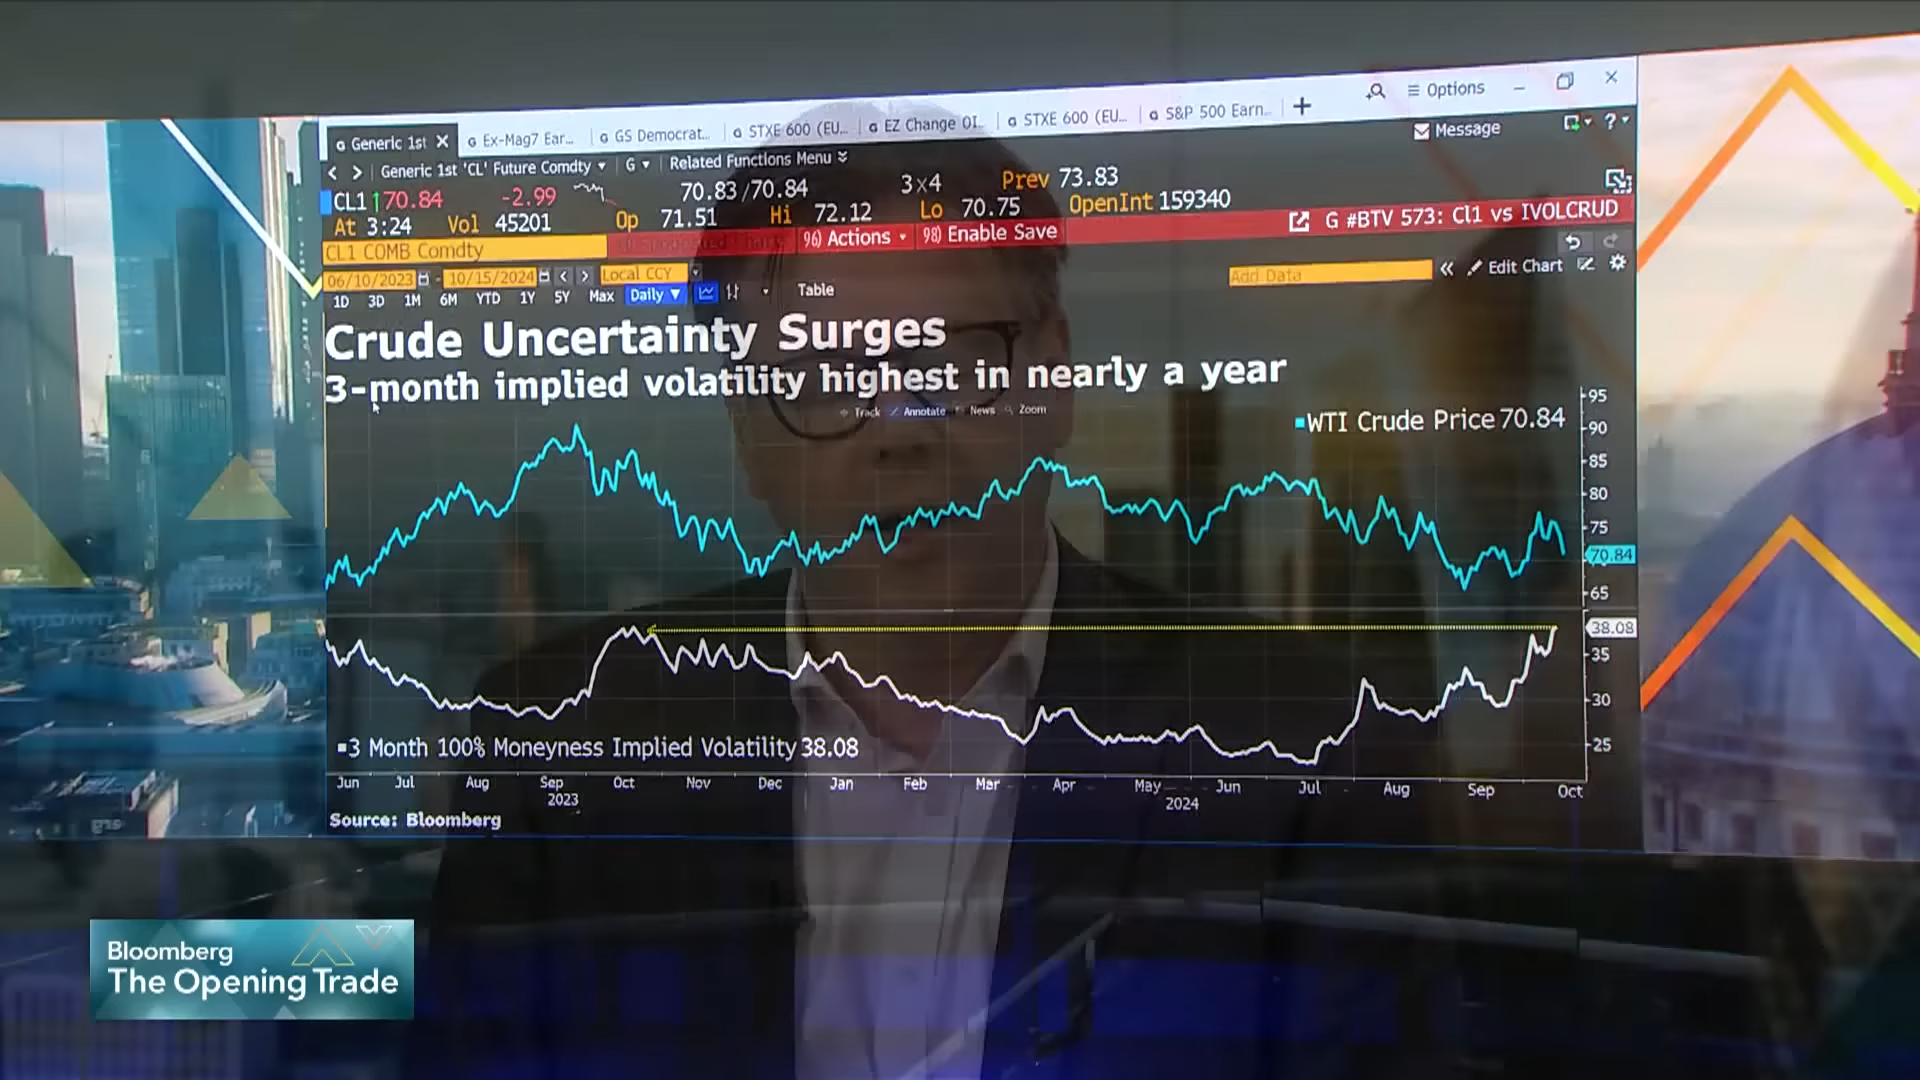 Options
Generic 1st
Ex-Mag7 Ear...
GS Democrat...
STXE 600 (EU...
EZ Change OI...
STXE 600 (EU...
S&P 500 Earn...
Message
Generic 1st 'CL' Future Comdty
G
Related Functions Menu
CL1 70.84 -2.99 70.83/70.84 3x4 Prev 73.83
At 3:24 Vol 45201 Op 71.51 Hi 72.12 Lo 70.75 OpenInt 159340
CL1 COMB Comdty
96) Actions
98) Enable Save
G #BTV 573: Cl1 vs IVOLCRUD
06/10/2023 - 10/15/2024
Local CCY
Add Data
Edit Chart
1D 3D 1M 6M YTD 1Y 5Y Max Daily
Table
Crude Uncertainty Surges
3-month implied volatility highest in nearly a year
Track Annotate News Zoom
WTI Crude Price 70.84
95
90
85
80
75
70.84
65
38.08
35
30
25
3 Month 100% Moneyness Implied Volatility 38.08
Jun Jul Aug Sep Oct Nov Dec Jan Feb Mar Apr May Jun Jul Aug Sep Oct
2023 2024
Source: Bloomberg
Bloomberg
The Opening Trade